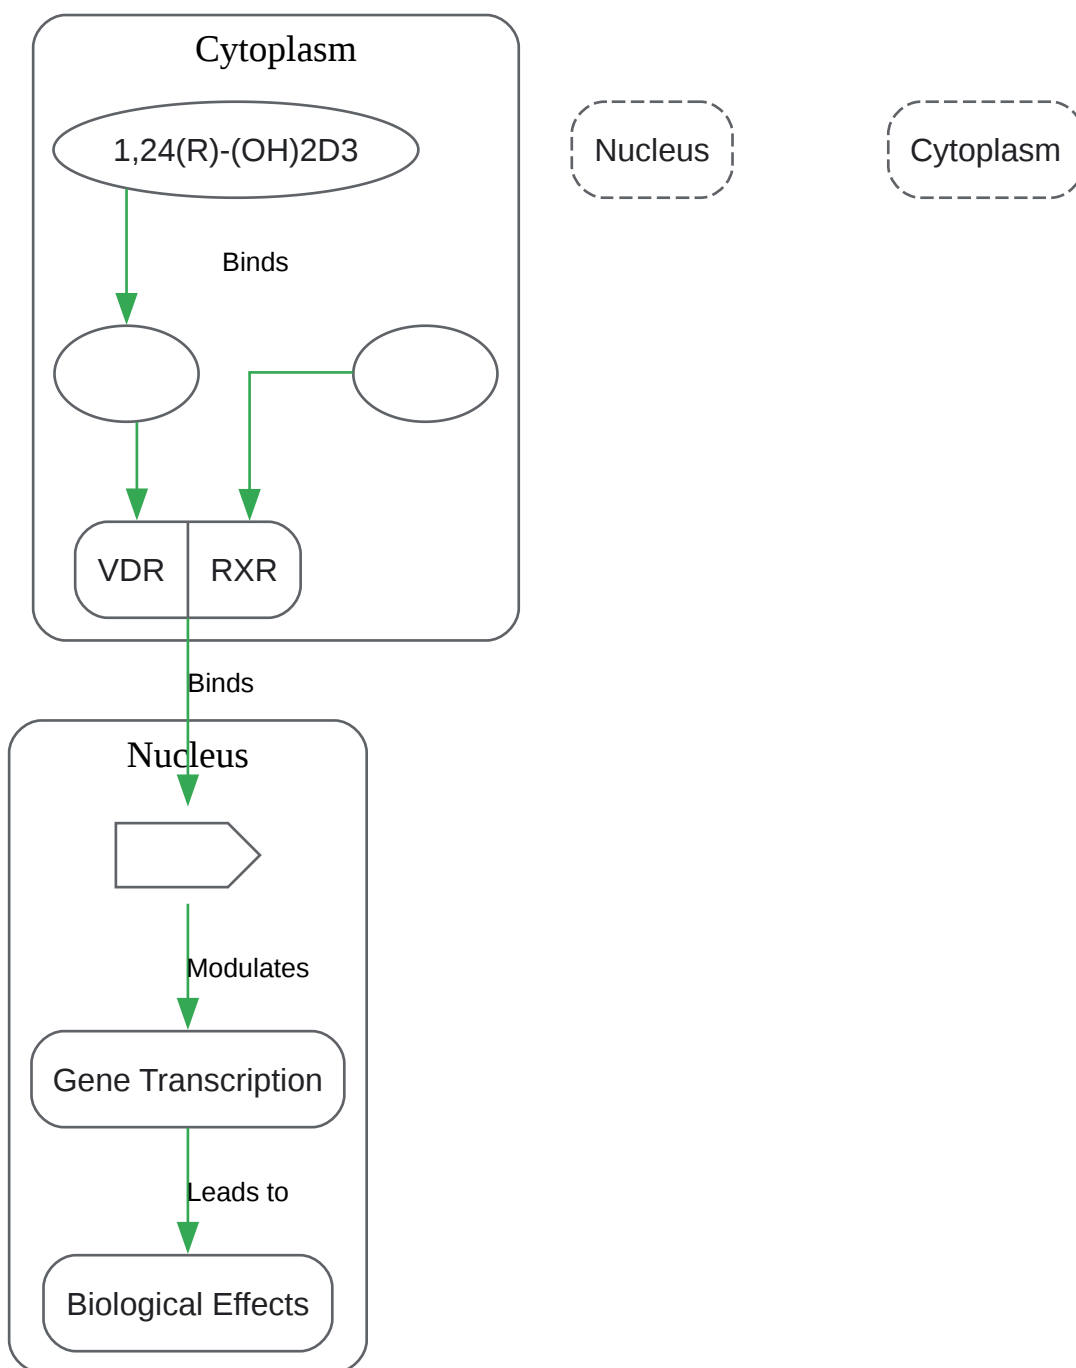 Cytoplasm
1,24(R)-(OH)2D3
Nucleus
Cytoplasm
Binds
VDR
RXR
Binds
Nucleus
Modulates
Gene Transcription
Leads to
Biological Effects